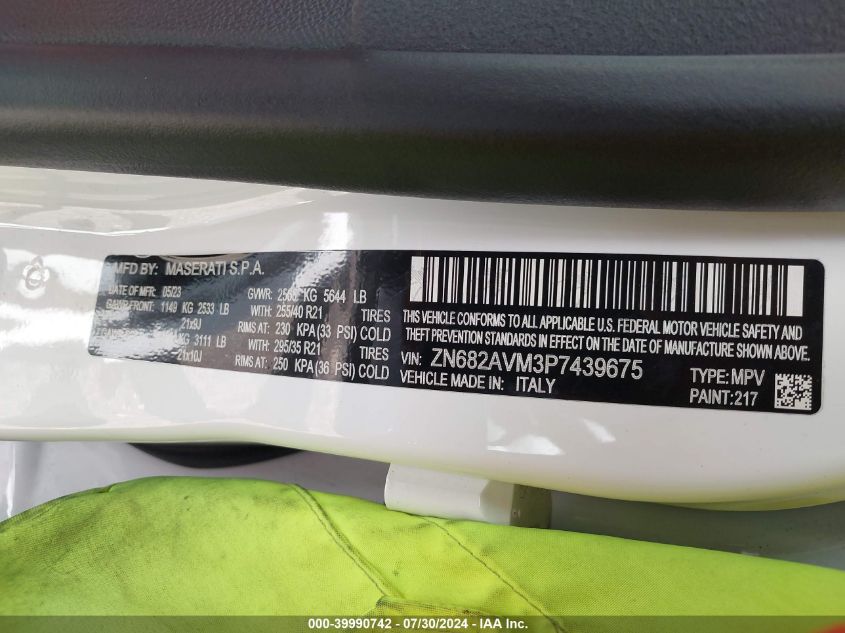 MFD BY: MASERATI S.P.A.
DATE OF MFR: 05/23 GVWR: KG 5644 LB
GAWR FRONT: 1149 KG 2533 LB WITH: 255/40 R21 TIRES
21x9J RIMS AT: 230 KPA (33 PSI) COLD
KG 3111 LB WITH: 295/35 R21 TIRES
21x10J RIMS AT: 250 KPA (36 PSI) COLD
THIS VEHICLE CONFORMS TO ALL APPLICABLE U.S. FEDERAL MOTOR VEHICLE SAFETY AND
THEFT PREVENTION STANDARDS IN EFFECT ON THE DATE OF MANUFACTURE SHOWN ABOVE.
VIN: ZN682AVM3P7439675
VEHICLE MADE IN: ITALY
TYPE: MPV
PAINT: 217
000-39990742 / 07/30/2024 / IAA, Inc.